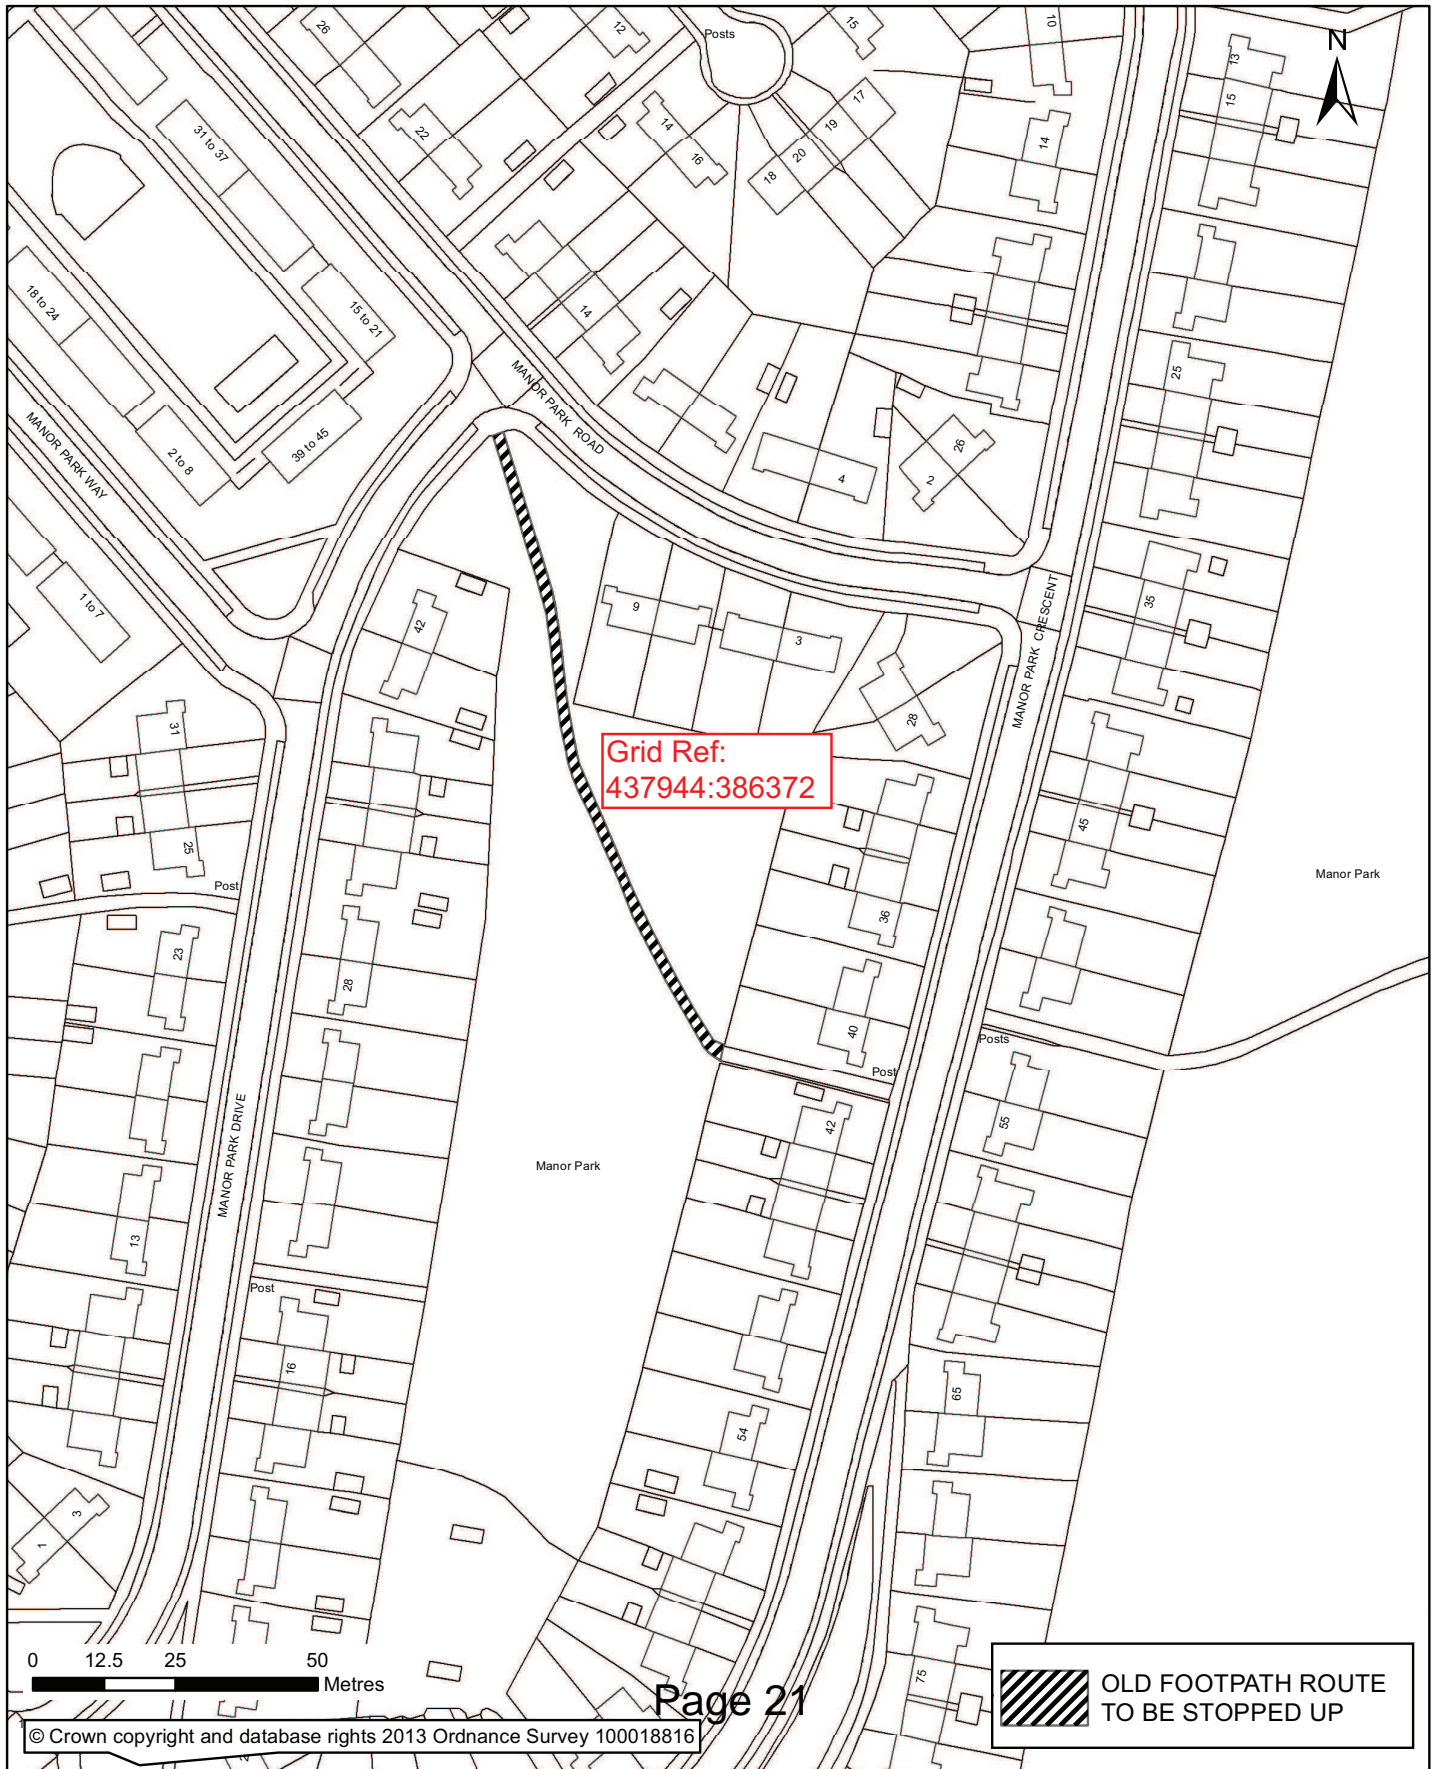 26
12
Posts
15
10
N
13
15
31 to 37
22
14
16
17
19
20
18
14
18 to 24
15 to 21
14
MANOR PARK ROAD
25
MANOR PARK WAY
2 to 8
39 to 45
4
2
26
1 to 7
42
9
3
MANOR PARK CRESCENT
35
28
31
Grid Ref:
437944:386372
45
25
Post
Manor Park
36
23
28
40
Posts
Post
MANOR PARK DRIVE
42
55
Manor Park
13
Post
16
65
54
3
1
75
0 12.5 25 50
Metres
Page 21
OLD FOOTPATH ROUTE
TO BE STOPPED UP
© Crown copyright and database rights 2013 Ordnance Survey 100018816